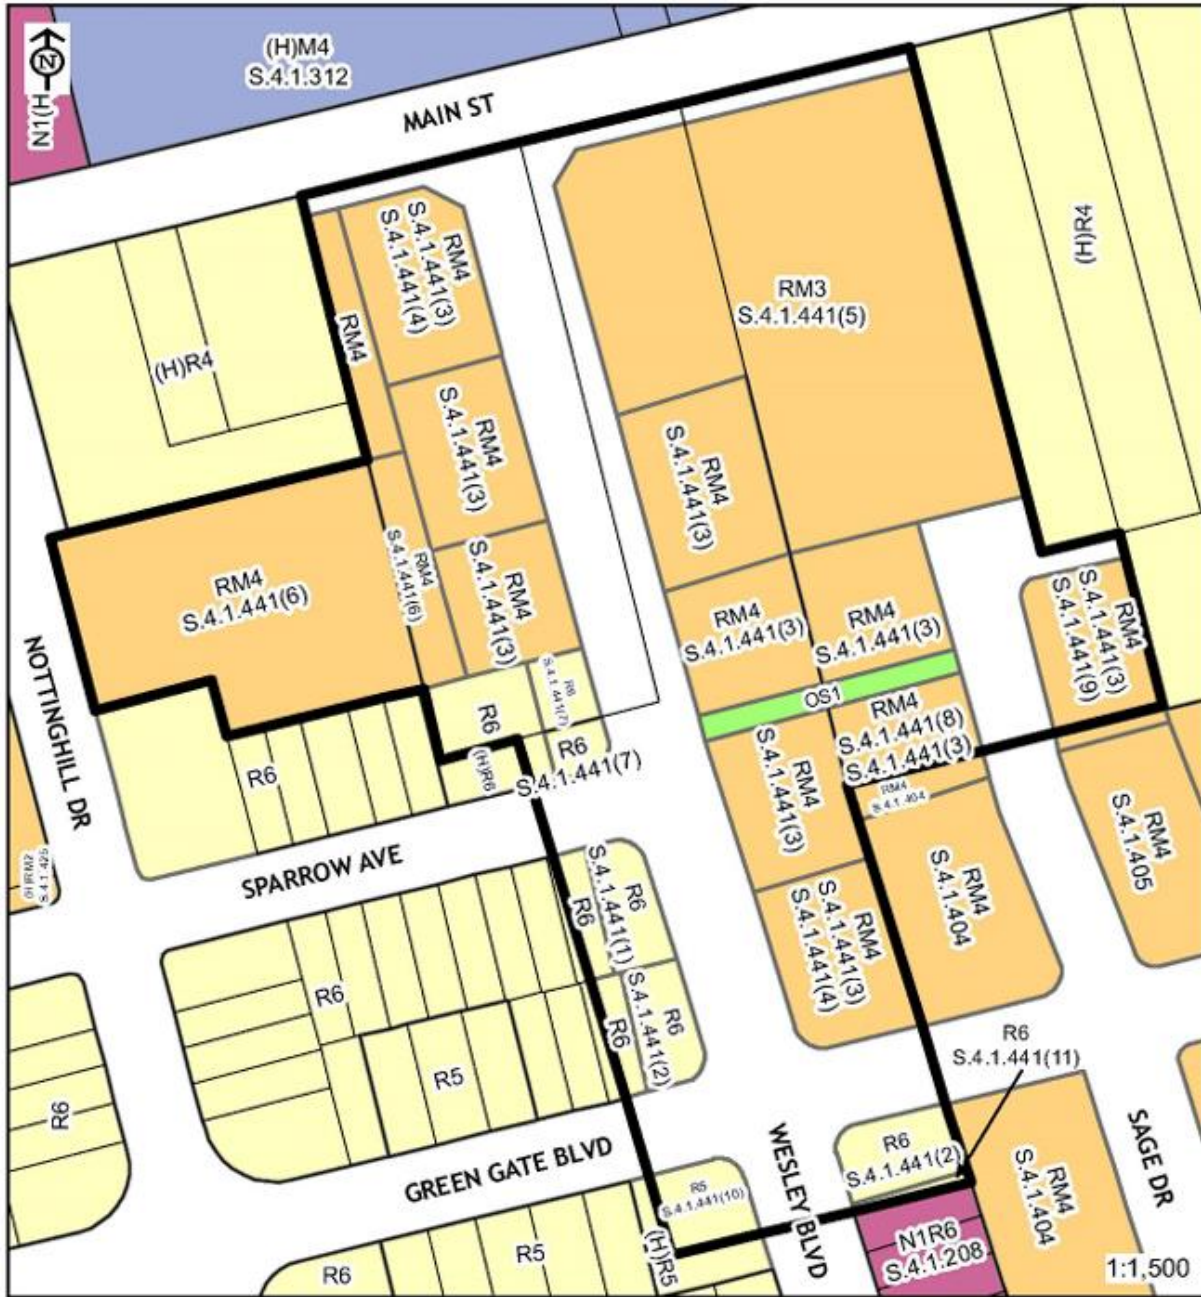 (H)M4
S.4.1.312
N
N1(H
MAIN ST
RM4
S.4.1.441(3)
S.4.1.441(4)
RM4
(H)R4
(H)R4
RM3
S.4.1.441(5)
RM4
S.4.1.441(3)
RM4
S.4.1.441(3)
RM4
S.4.1.441(6)
RM4
S.4.1.441(6)
RM4
S.4.1.441(3)
RM4
S.4.1.441(3)
RM4
S.4.1.441(3)
RM4
S.4.1.441(3)
S.4.1.441(9)
NOTTINGHILL DR
R6
S.4.1.441(7)
OS1
RM4
S.4.1.441(8)
S.4.1.441(3)
R6
R6
(H)R6
R6
S.4.1.441(7)
RM4
S.4.1.441(3)
RM4
S.4.1.404
RM4
S.4.1.405
(H)RM2
S.4.1.425
SPARROW AVE
R6
R6
S.4.1.441(1)
RM4
S.4.1.441(3)
S.4.1.441(4)
RM4
S.4.1.404
R6
R6
R6
S.4.1.441(2)
R6
S.4.1.441(11)
R5
R6
GREEN GATE BLVD
R5
S.4.1.441(10)
WESLEY BLVD
R6
S.4.1.441(2)
RM4
S.4.1.404
SAGE DR
R6
R5
(H)R5
N1R6
S.4.1.208
1:1,500